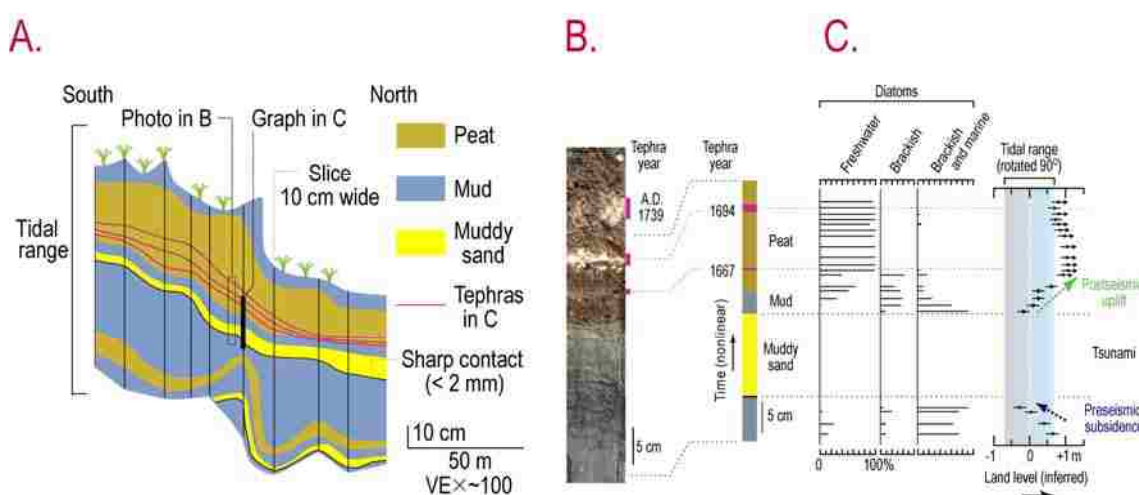 A.
South
North
Photo in B
Graph in C
Peat
Slice
10 cm wide
Mud
Tidal
range
Muddy
sand
Tephras
in C
Sharp contact
(< 2 mm)
10 cm
50 m
VE×~100
B.
Tephra
year
A.D.
1739
Tephra
year
1694
1667
Peat
Mud
Muddy
sand
Time (nonlinear)
5 cm
5 cm
C.
Diatoms
Freshwater
Brackish
Brackish
and marine
Tidal range
(rotated 90º)
Postseismic
uplift
Tsunami
Preseismic
subsidence
0
100%
-1
0
+1 m
Land level (inferred)